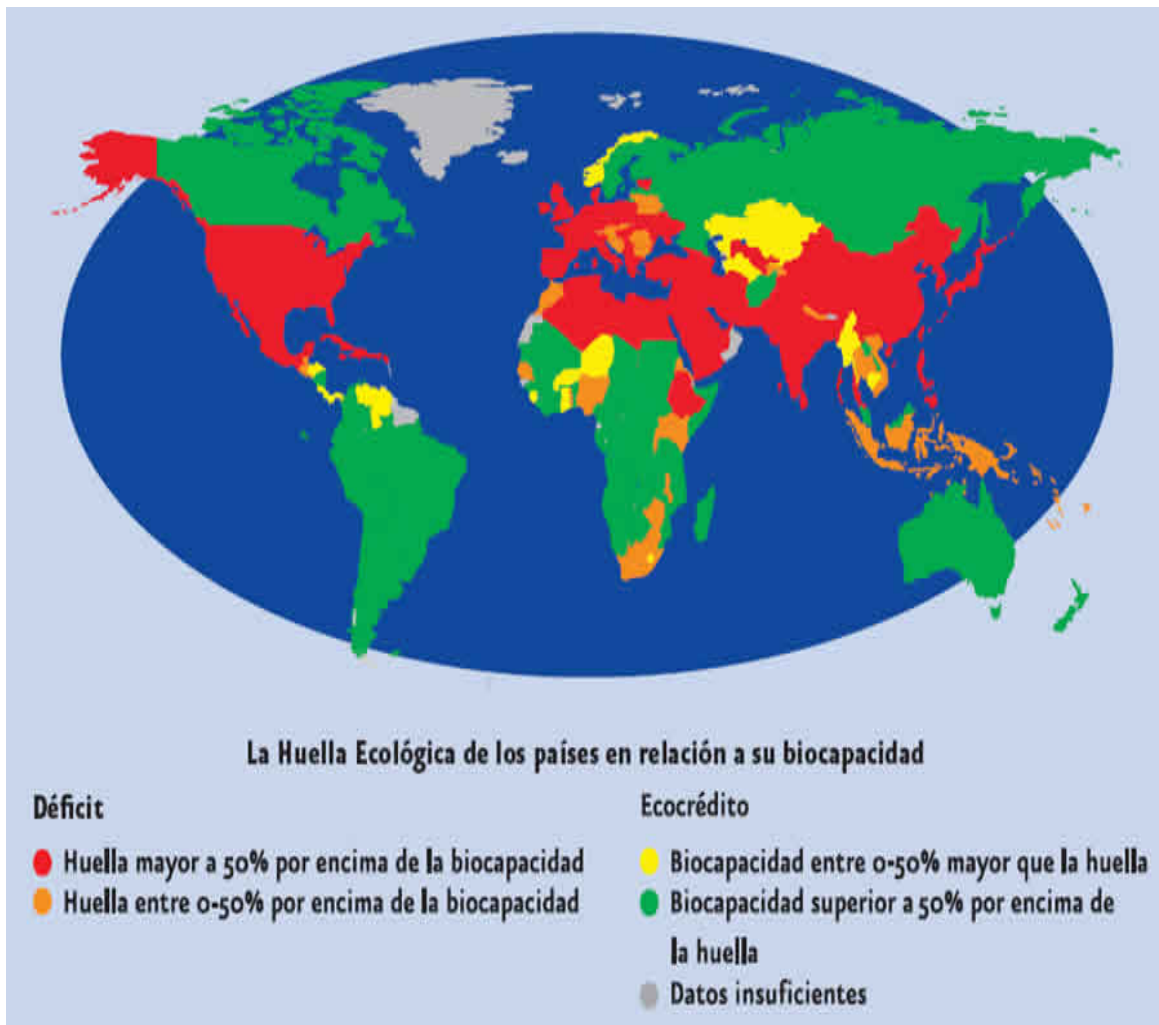 La Huella Ecológica de los países en relación a su biocapacidad
Déficit
Huella mayor a 50% por encima de la biocapacidad
Huella entre 0-50% por encima de la biocapacidad
Ecocrédito
Biocapacidad entre 0-50% mayor que la huella
Biocapacidad superior a 50% por encima de
la huella
Datos insuficientes